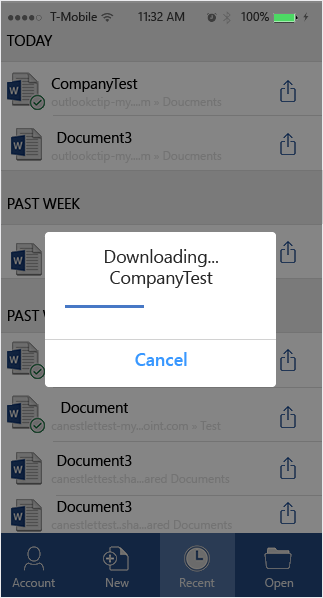 T-Mobile 11:32 AM 100%
TODAY
CompanyTest
outlookctip-my....m » Doucments
Document3
outlookctip-my....m » Doucments
PAST WEEK
Downloading...
CompanyTest
PAST W
Cancel
Document
canestlettest-my...oint.com » Test
Document3
canestlettest.sha...ared Documents
Document3
canestlettest..sha...ared Documents
Account New Recent Open